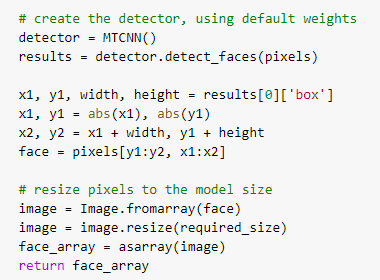 # create the detector, using default weights
detector = MTCNN()
results = detector.detect_faces(pixels)
x1, y1, width, height = results[0]['box']
x1, y1 = abs(x1), abs(y1)
x2, y2 = x1 + width, y1 + height
face = pixels[y1:y2, x1:x2]
# resize pixels to the model size
image = Image.fromarray(face)
image = image.resize(required_size)
face_array = asarray(image)
return face_array